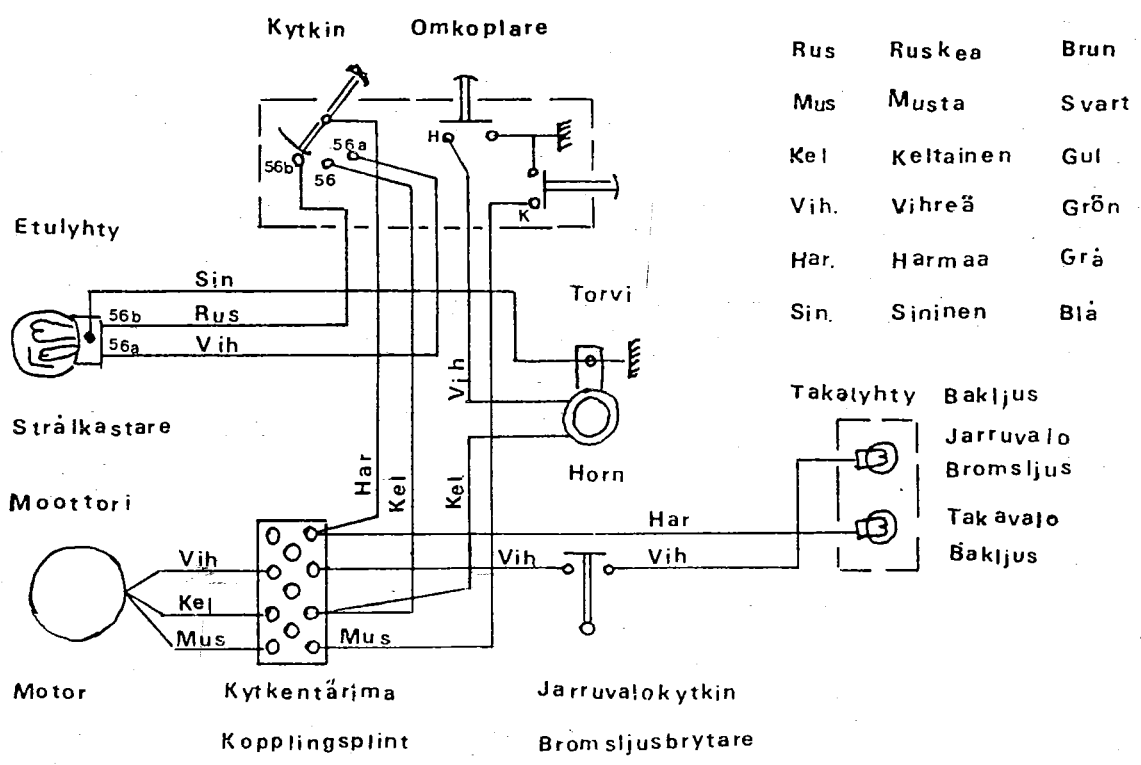 Kytkin Omkoplare
Rus Ruskea Brun
Mus Musta Svart
Kel Keltainen Gul
Vih. Vihreä Grön
Har. Harmaa Grå
Sin. Sininen Blå
56a
H
56b
56
K
Etulyhty
Sin
56b
Rus
56a
Vih
Torvi
Vih
Strålkastare
Horn
Har
Kel
Kel
Takalyhty Bakljus
Jarruvalo
Bromsljus
Takavalo
Bakljus
Moottori
Har
Vih
Vih
Vih
Kel
Mus
Mus
Motor
Kytkentärima
Kopplingsplint
Jarruvalokytkin
Bromsljusbrytare